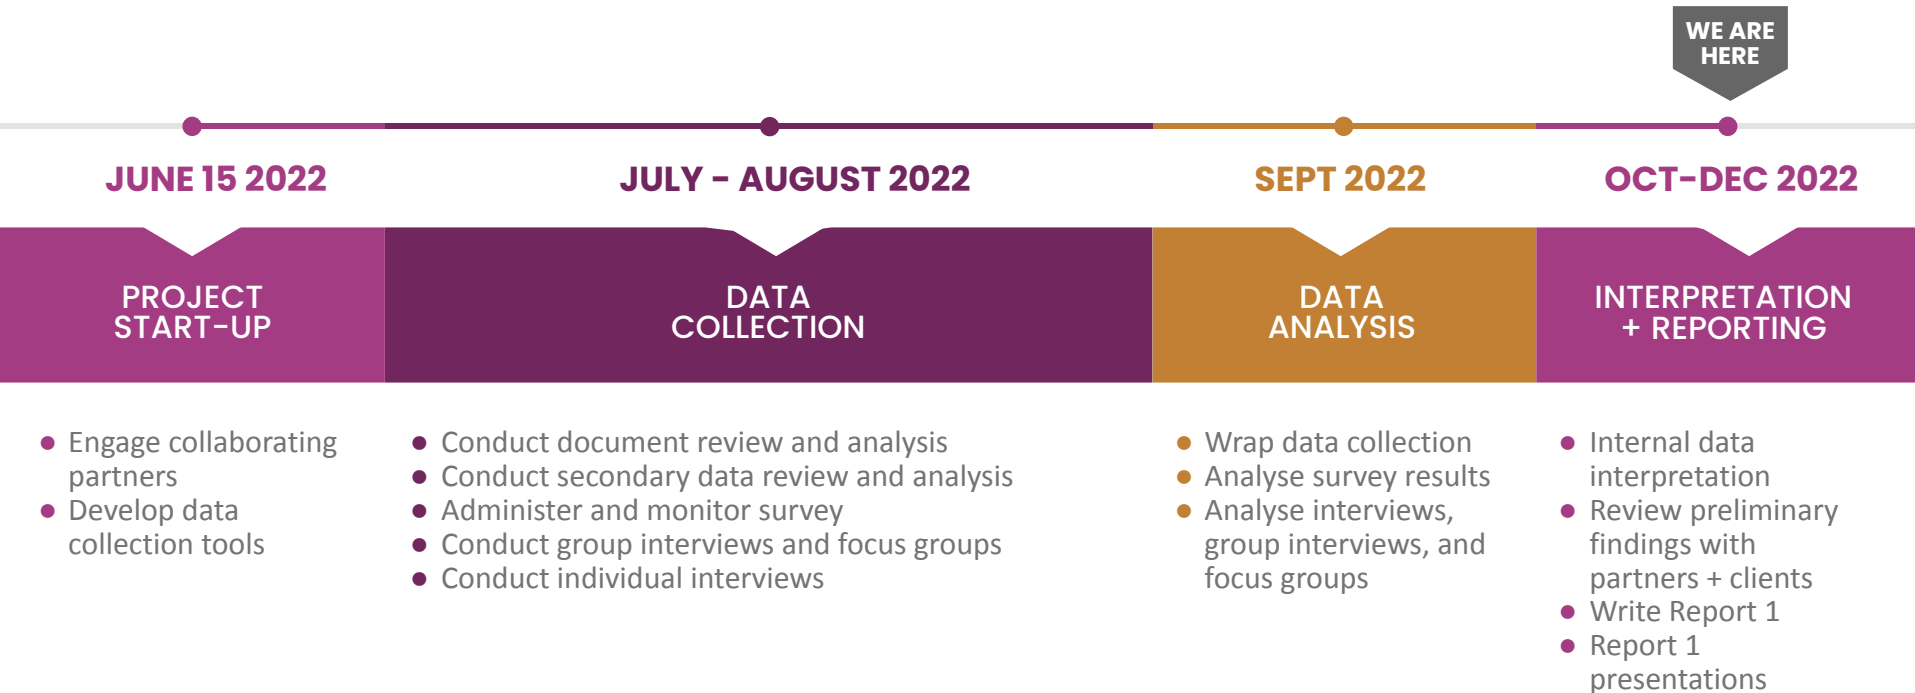 WE ARE
HERE
JUNE 15 2022
JULY - AUGUST 2022
SEPT 2022
OCT-DEC 2022
PROJECT
START-UP
DATA
COLLECTION
DATA
ANALYSIS
INTERPRETATION
+ REPORTING
• Engage collaborating
partners
• Develop data
collection tools
• Conduct document review and analysis
• Conduct secondary data review and analysis
• Administer and monitor survey
• Conduct group interviews and focus groups
• Conduct individual interviews
• Wrap data collection
• Analyse survey results
• Analyse interviews,
group interviews, and
focus groups
• Internal data
interpretation
• Review preliminary
findings with
partners + clients
• Write Report 1
• Report 1
presentations